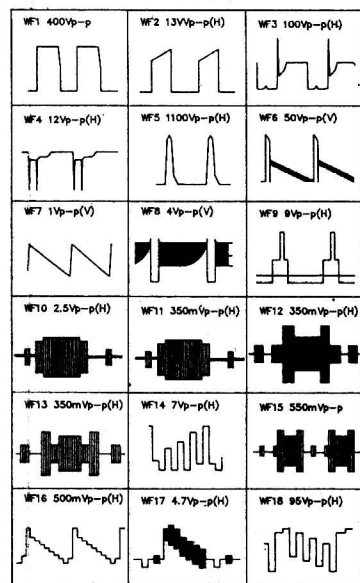 WF1 400Vp-p
WF2 13VVp-p(H)
WF3 100Vp-p(H)
WF4 12Vp-p(H)
WF5 1100Vp-p(H)
WF6 50Vp-p(V)
WF7 1Vp-p(V)
WF8 4Vp-p(V)
WF9 9Vp-p(H)
WF10 2.5Vp-p(H)
WF11 350mVp-p(H)
WF12 350mVp-p(H)
WF13 350mVp-p(H)
WF14 7Vp-p(H)
WF15 550mVp-p
WF16 500mVp-p(H)
WF17 4.7Vp-p(H)
WF18 95Vp-p(H)